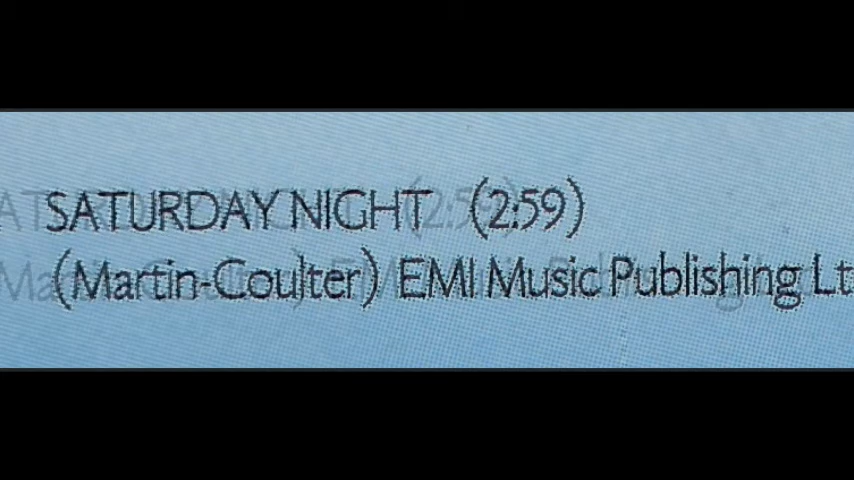 SATURDAY NIGHT (2:59)
(Martin-Coulter) EMI Music Publishing Lt